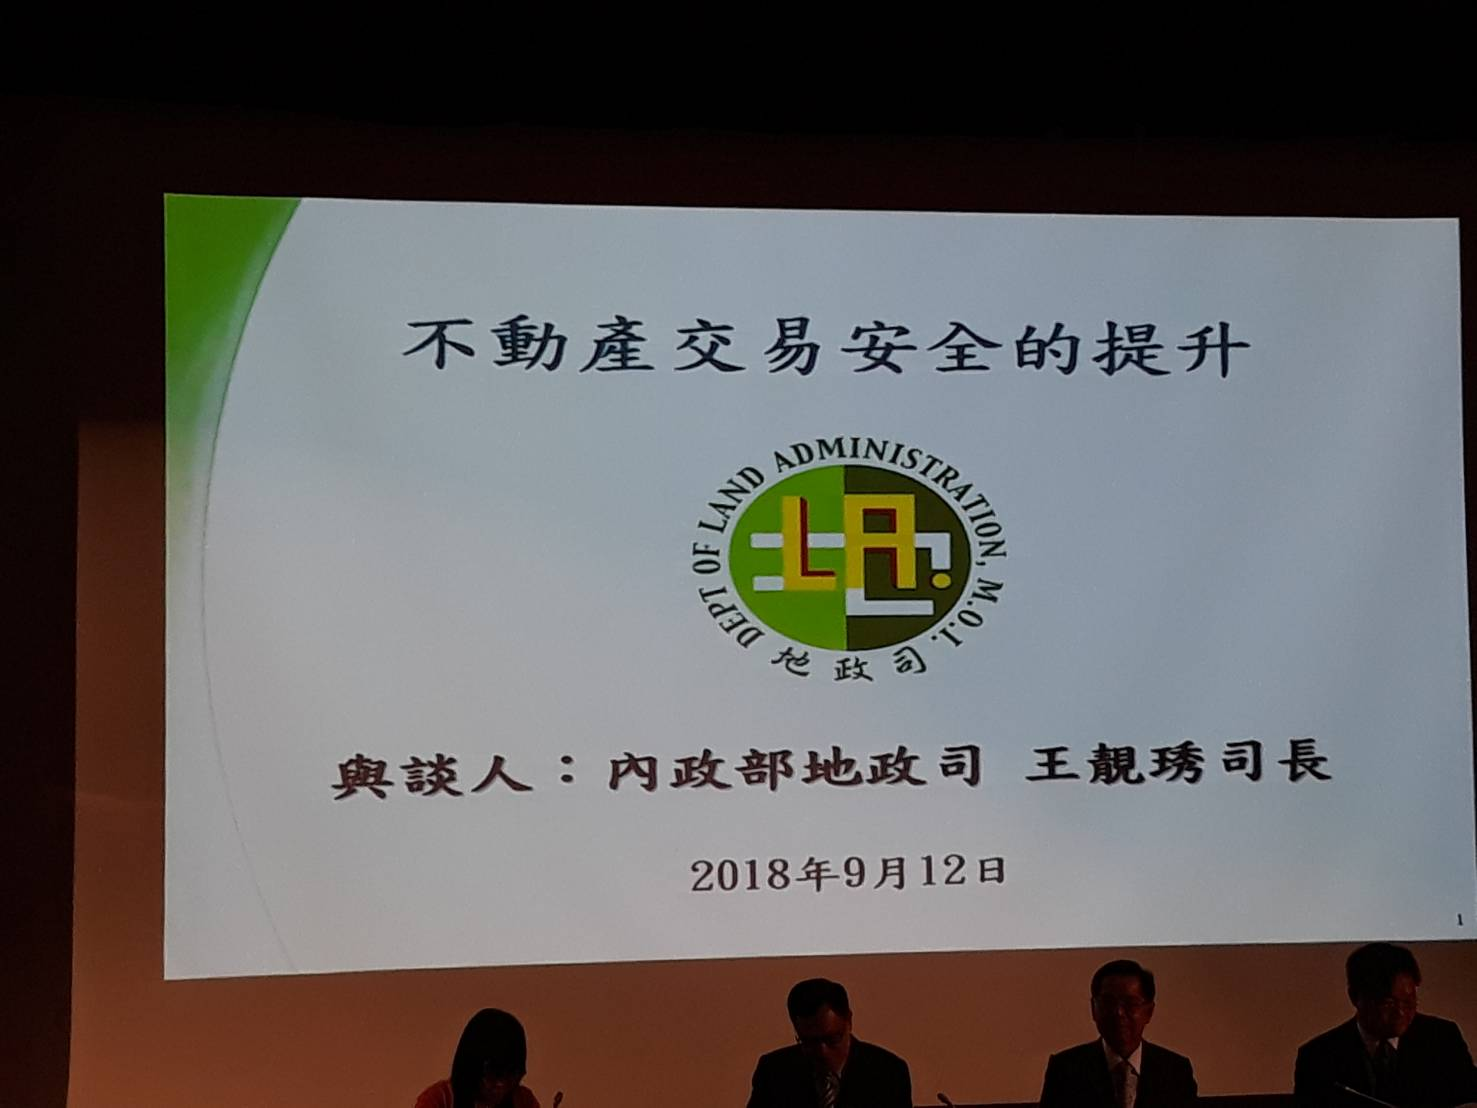 不動產交易安全的提升
DEPT OF LAND ADMINISTRATION, M.O.I.
LA
地政司
與談人：內政部地政司 王靚琇司長
2018年9月12日
1